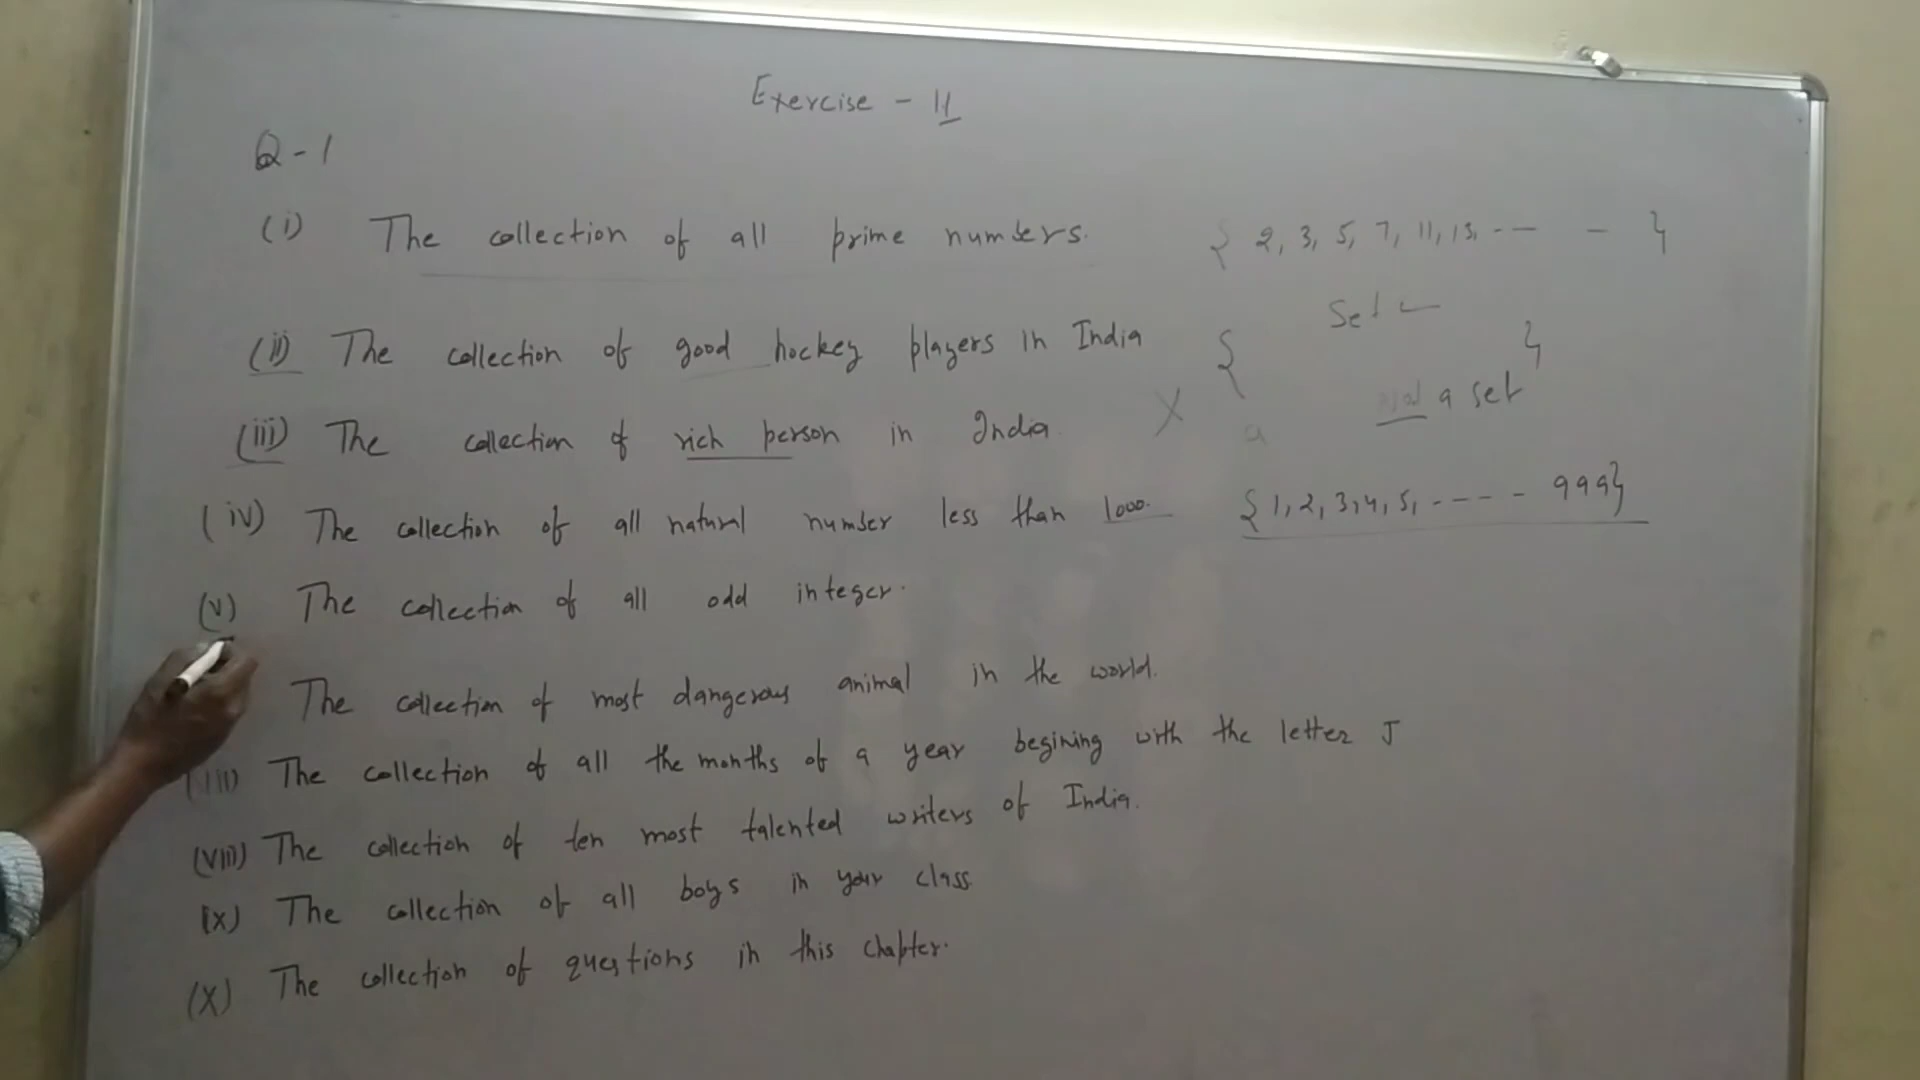 Exercise - 11
Q-1
(i) The collection of all prime numbers. { 2, 3, 5, 7, 11, 13, -- -- - }
Set
(ii) The collection of good hockey players in India { }
Not a set
(iii) The collection of rich person in India X a
(iv) The collection of all natural number less than 1000. { 1, 2, 3, 4, 5, ----- 999}
(v) The collection of all odd integer.
The collection of most dangerous animal in the world.
(vii) The collection of all the months of a year begining with the letter J
(viii) The collection of ten most talented writers of India.
(ix) The collection of all boys in your class.
(x) The collection of questions in this chapter.